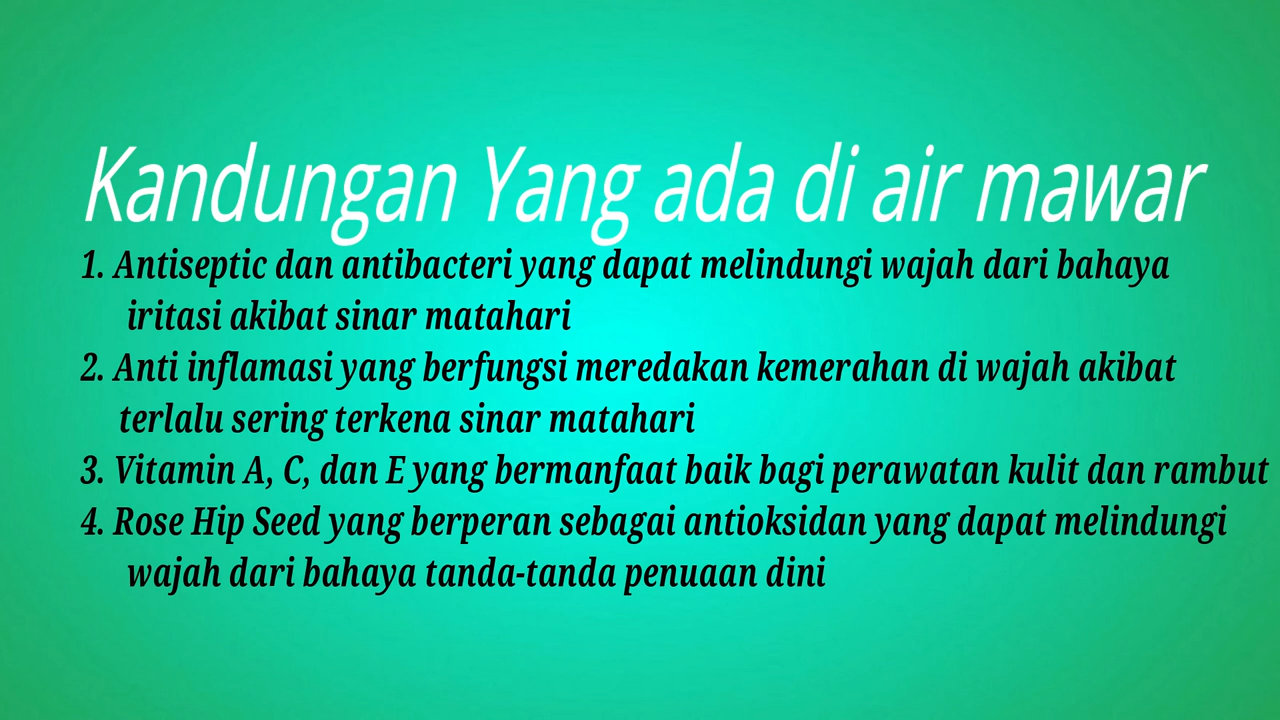 Kandungan Yang ada di air mawar
1. Antiseptic dan antibacteri yang dapat melindungi wajah dari bahaya
iritasi akibat sinar matahari
2. Anti inflamasi yang berfungsi meredakan kemerahan di wajah akibat
terlalu sering terkena sinar matahari
3. Vitamin A, C, dan E yang bermanfaat baik bagi perawatan kulit dan rambut
4. Rose Hip Seed yang berperan sebagai antioksidan yang dapat melindungi
wajah dari bahaya tanda-tanda penuaan dini